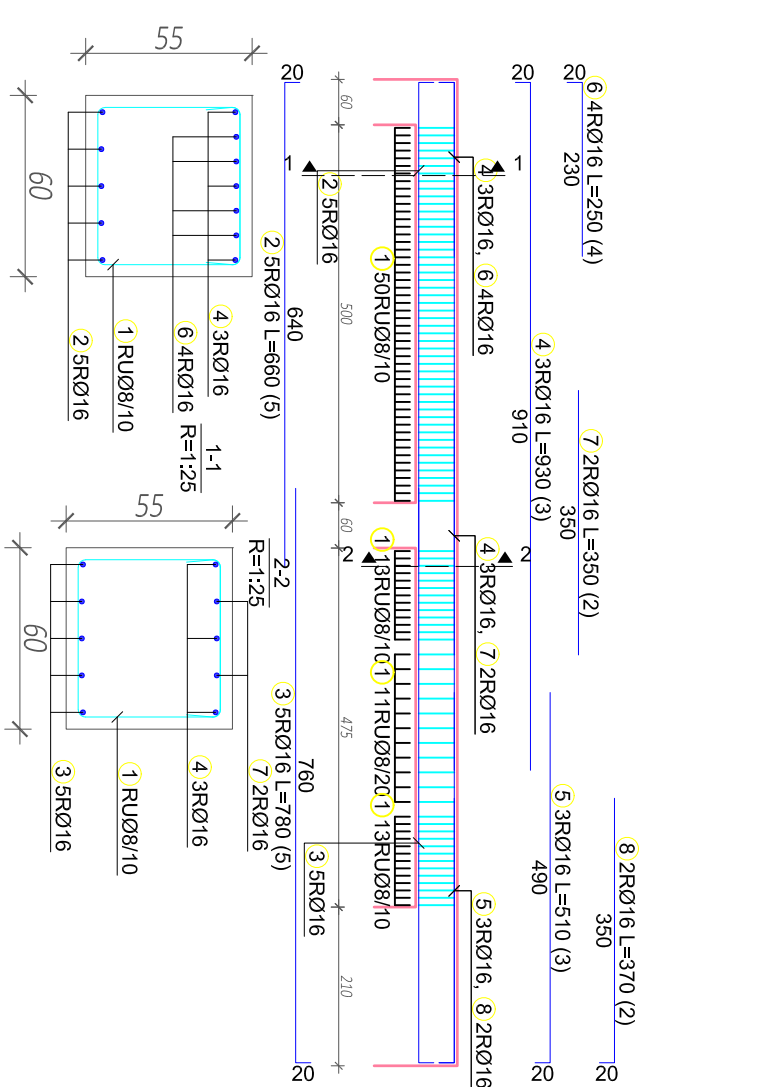 ⑥ 4RØ16 L=250 (4)
20 230
⑦ 2RØ16 L=350 (2)
350
⑧ 2RØ16 L=370 (2)
350 20
④ 3RØ16 L=930 (3)
20 910
⑤ 3RØ16 L=510 (3)
490 20
1
④ 3RØ16, ⑥ 4RØ16
2
④ 3RØ16, ⑦ 2RØ16
⑤ 3RØ16, ⑧ 2RØ16
① 50RUØ8/10
① 13RUØ8/10
① 11RUØ8/20
① 13RUØ8/10
1
② 5RØ16
2
③ 5RØ16
60 500 60 475 210
20 640
② 5RØ16 L=660 (5)
760 20
③ 5RØ16 L=780 (5)
1-1
R=1:25
55
60
④ 3RØ16
⑥ 4RØ16
① RUØ8/10
② 5RØ16
2-2
R=1:25
55
60
⑦ 2RØ16
④ 3RØ16
① RUØ8/10
③ 5RØ16